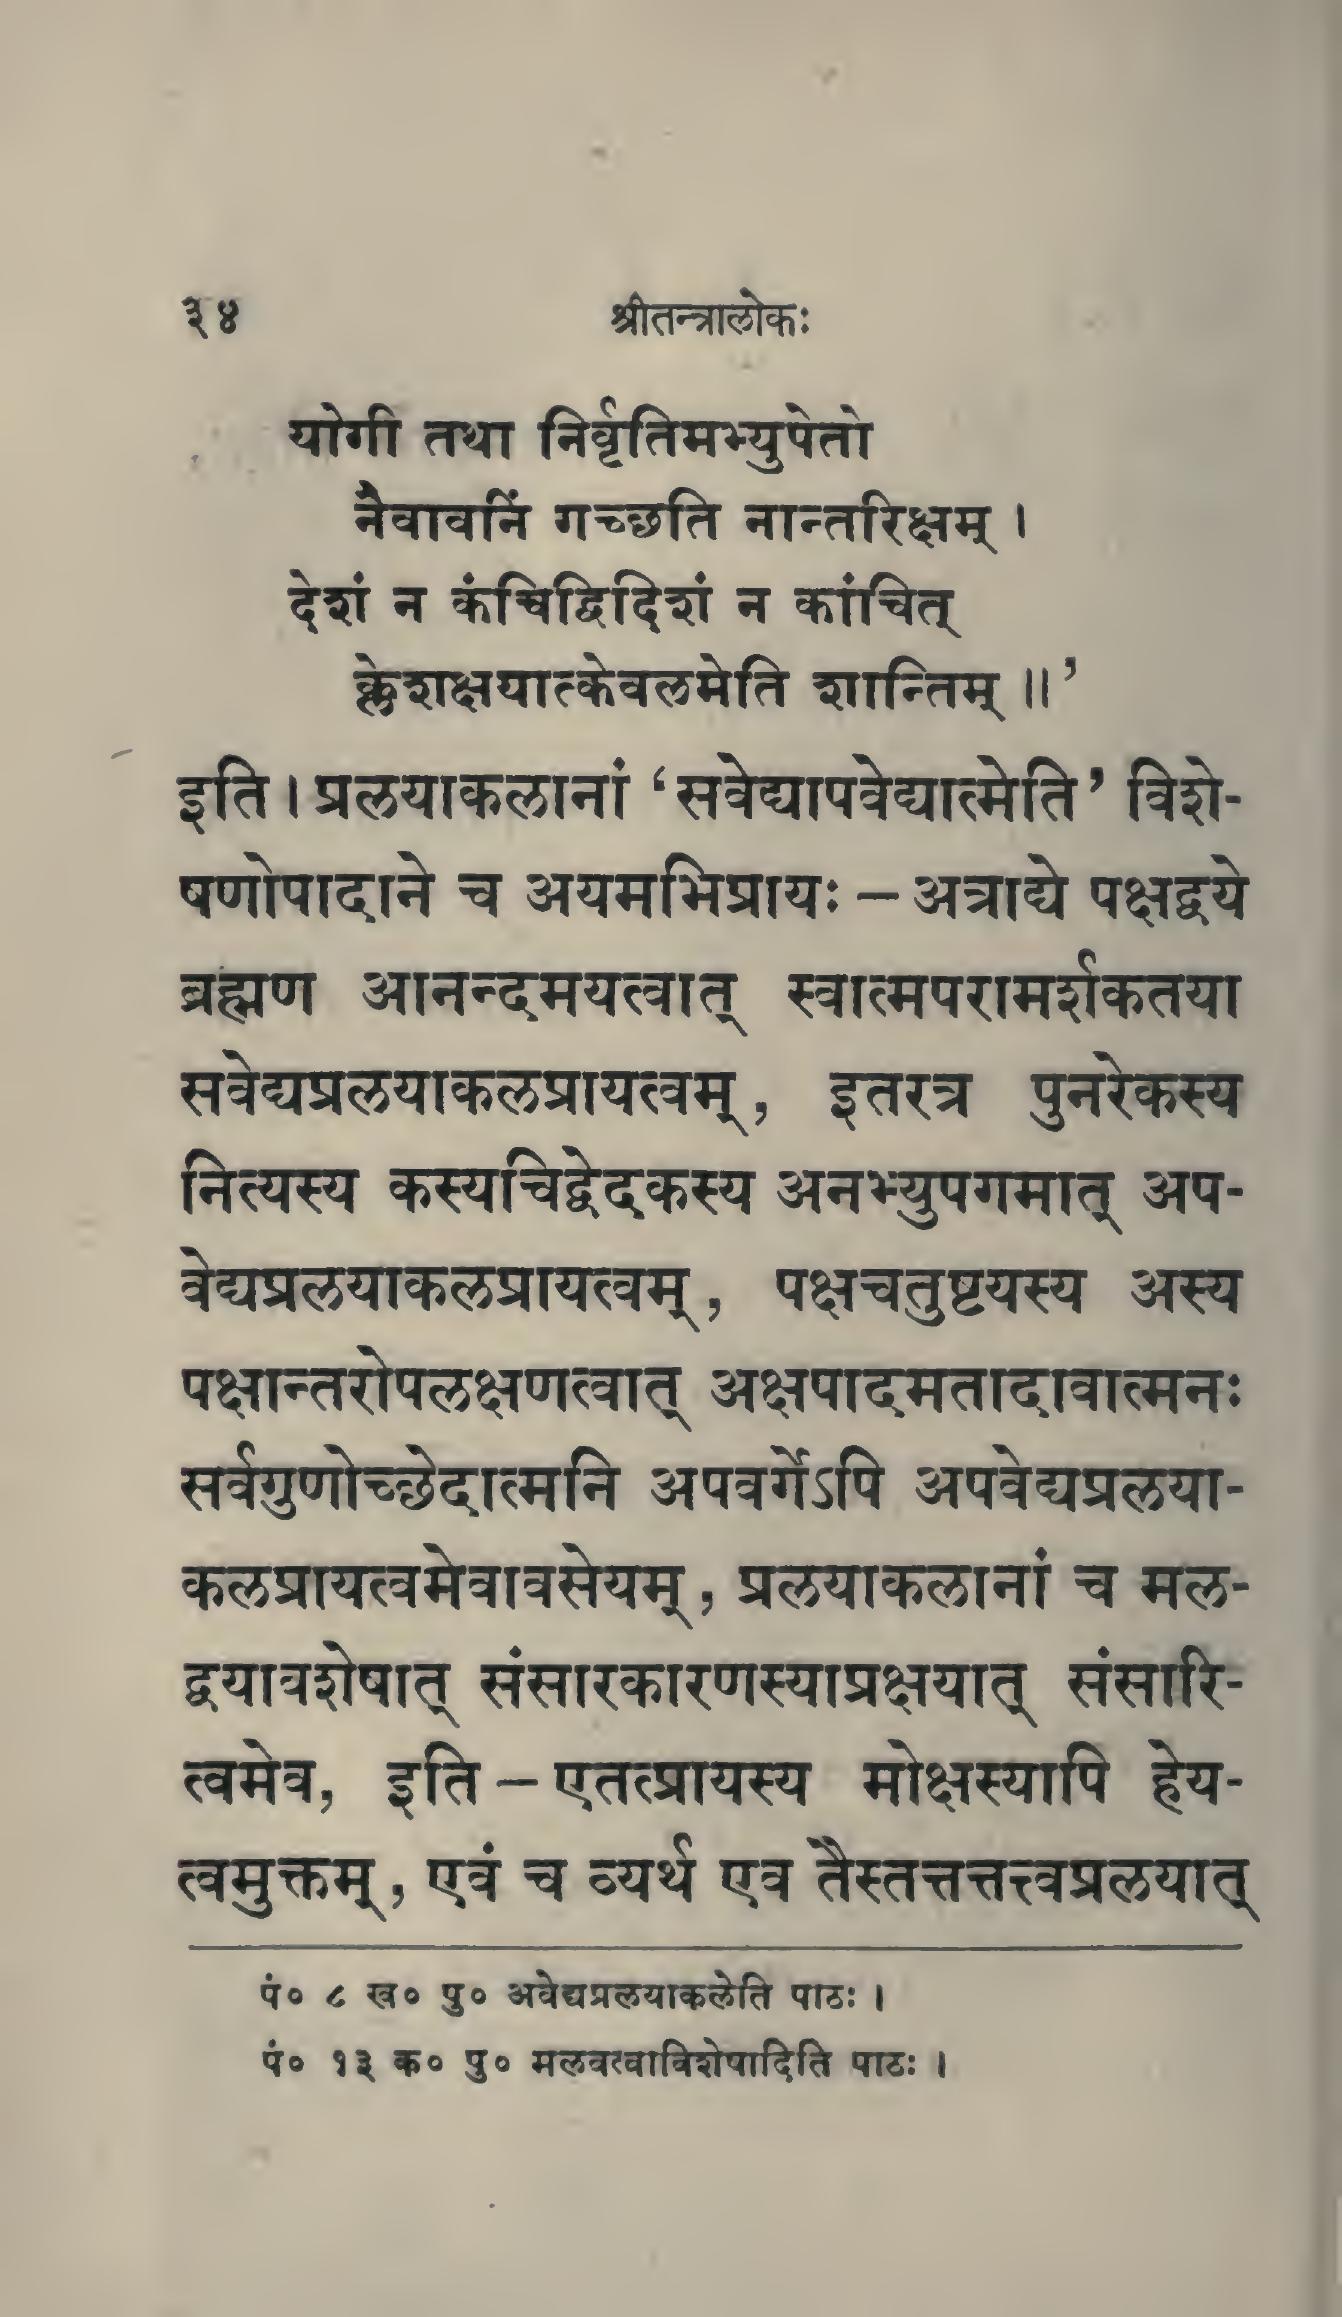 ३४
श्रीतन्त्रालोकः
योगी तथा निर्वृतिमभ्युपेतो
नैवावनिं गच्छति नान्तरिक्षम् ।
देशं न कंचिद्विदिशं न कांचित्
क्लेशक्षयात्केवलमेति शान्तिम् ॥’
इति । प्रलयाकलानां ‘सवेद्यापवेद्यात्मेति’ विशे-
षणोपादाने च अयमभिप्रायः – अत्राद्ये पक्षद्वये
ब्रह्मण आनन्दमयत्वात् स्वात्मपरामर्शकतया
सवेद्यप्रलयाकलप्रायत्वम्, इतरत्र पुनरेकस्य
नित्यस्य कस्यचिद्वेदकस्य अनभ्युपगमात् अप-
वेद्यप्रलयाकलप्रायत्वम्, पक्षचतुष्टयस्य अस्य
पक्षान्तरोपलक्षणत्वात् अक्षपादमतादावात्मनः
सर्वगुणोच्छेदात्मनि अपवर्गेऽपि अपवेद्यप्रलया-
कलप्रायत्वमेवावसेयम्, प्रलयाकलानां च मल-
द्वयावशेषात् संसारकारणस्याप्रक्षयात् संसारि-
त्वमेव, इति – एतत्प्रायस्य मोक्षस्यापि हेय-
त्वमुक्तम्, एवं च व्यर्थ एव तैस्तत्तत्तत्त्वप्रलयात्
पं० ८ ख० पु० अवेद्यप्रलयाकलेति पाठः ।
पं० १३ क० पु० मलवत्वाविशेषादिति पाठः ।